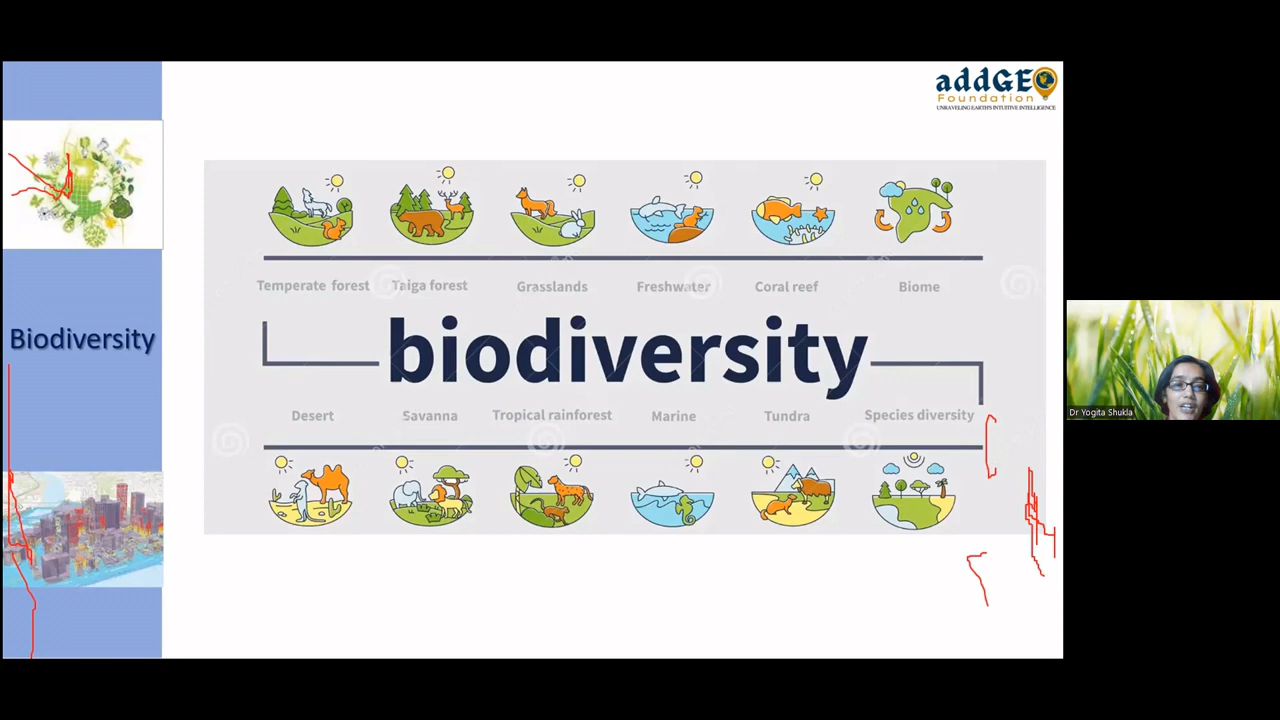 addGEO
Foundation
UNRAVELING EARTH'S INTUITIVE INTELLIGENCE
Biodiversity
Temperate forest Taiga forest Grasslands Freshwater Coral reef Biome
biodiversity
Desert Savanna Tropical rainforest Marine Tundra Species diversity
Dr Yogita Shukla